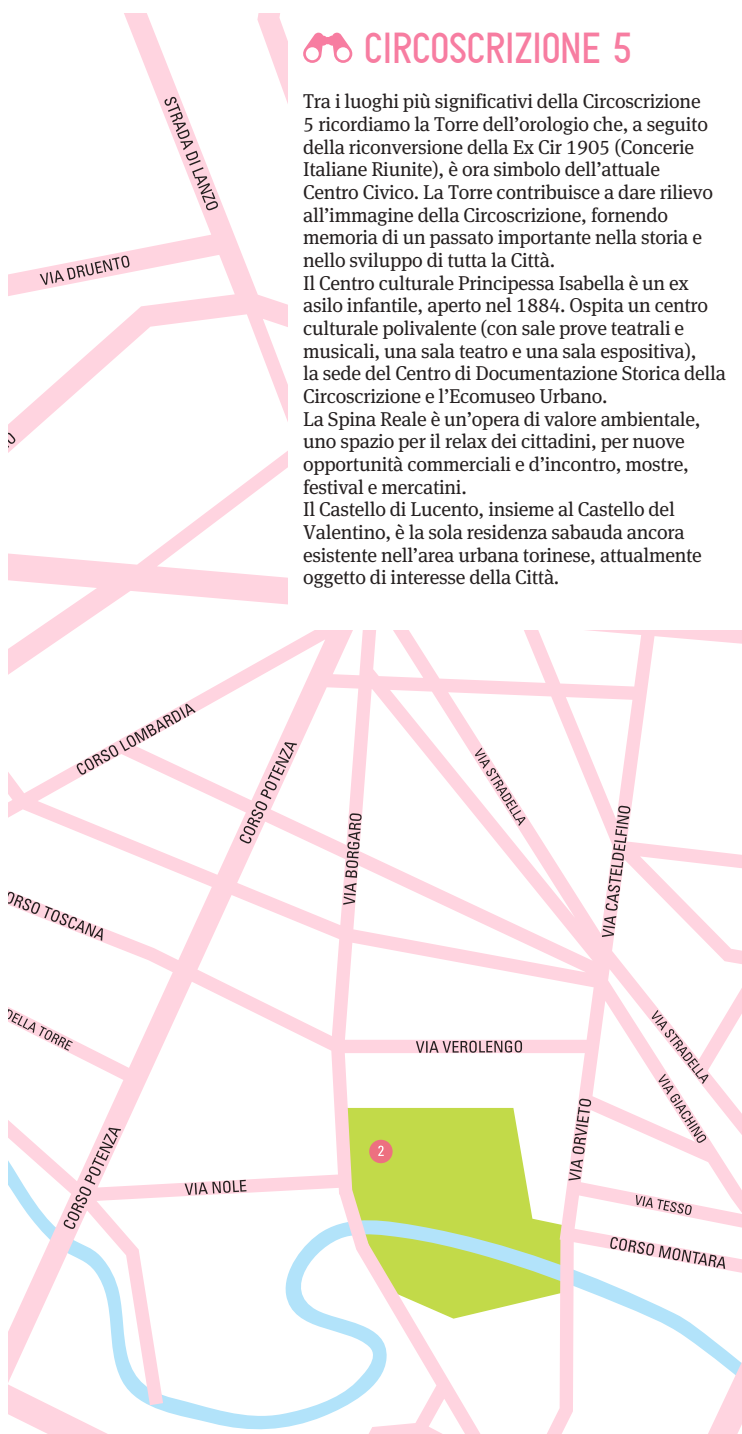 CIRCOSCRIZIONE 5
Tra i luoghi più significativi della Circoscrizione
5 ricordiamo la Torre dell'orologio che, a seguito
della riconversione della Ex Cir 1905 (Concerie
Italiane Riunite), è ora simbolo dell'attuale
Centro Civico. La Torre contribuisce a dare rilievo
all'immagine della Circoscrizione, fornendo
memoria di un passato importante nella storia e
nello sviluppo di tutta la Città.
Il Centro culturale Principessa Isabella è un ex
asilo infantile, aperto nel 1884. Ospita un centro
culturale polivalente (con sale prove teatrali e
musicali, una sala teatro e una sala espositiva),
la sede del Centro di Documentazione Storica della
Circoscrizione e l'Ecomuseo Urbano.
La Spina Reale è un'opera di valore ambientale,
uno spazio per il relax dei cittadini, per nuove
opportunità commerciali e d'incontro, mostre,
festival e mercatini.
Il Castello di Lucento, insieme al Castello del
Valentino, è la sola residenza sabauda ancora
esistente nell'area urbana torinese, attualmente
oggetto di interesse della Città.
STRADA DI LANZO
VIA DRUENTO
CORSO LOMBARDIA
CORSO POTENZA
VIA STRADELLA
VIA BORGARO
VIA CASTELDELFINO
ORSO TOSCANA
DELLA TORRE
VIA VEROLENGO
VIA STRADELLA
VIA GIACHINO
VIA ORVIETO
2
CORSO POTENZA
VIA NOLE
VIA TESSO
CORSO MONTARA